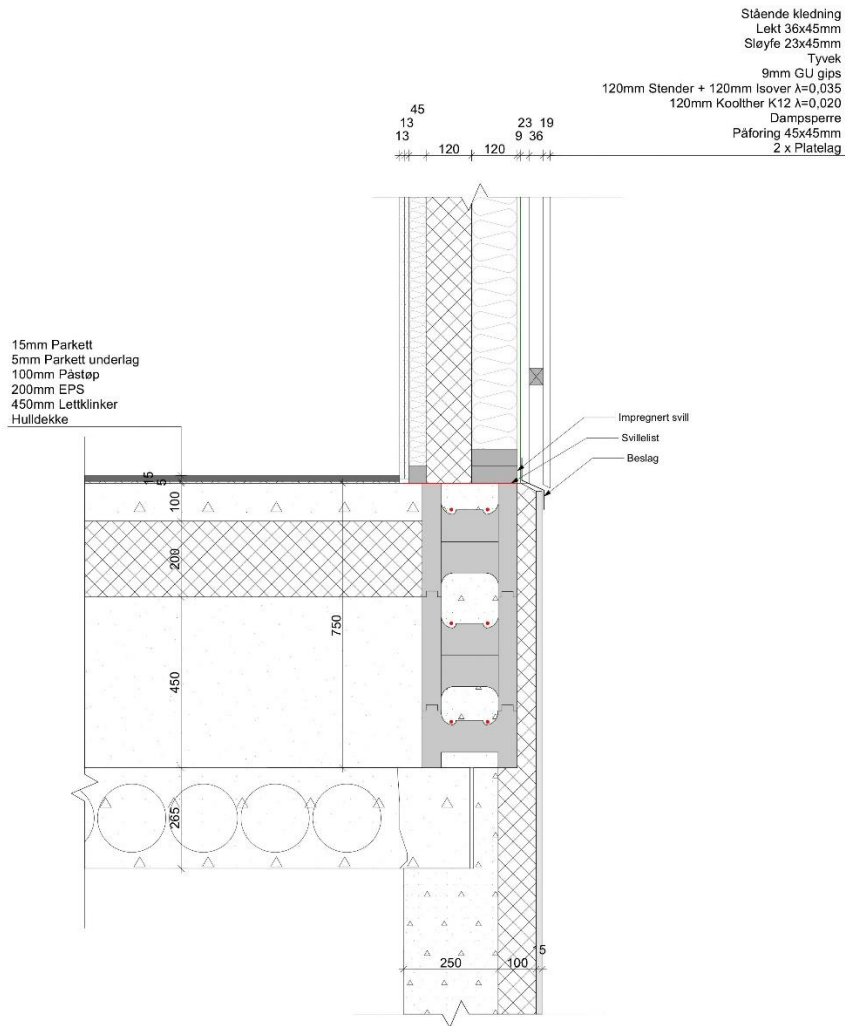 Stående kledning
Lekt 36x45mm
Sløyfe 23x45mm
Tyvek
9mm GU gips
120mm Stender + 120mm Isover λ=0,035
120mm Koolther K12 λ=0,020
Dampsperre
Påforing 45x45mm
2 x Platelag
45
13
13
120
120
23 19
9 36
15mm Parkett
5mm Parkett underlag
100mm Påstøp
200mm EPS
450mm Lettklinker
Hulldekke
Impregnert svill
Svillelist
Beslag
15
5
100
200
750
450
265
250
100
5